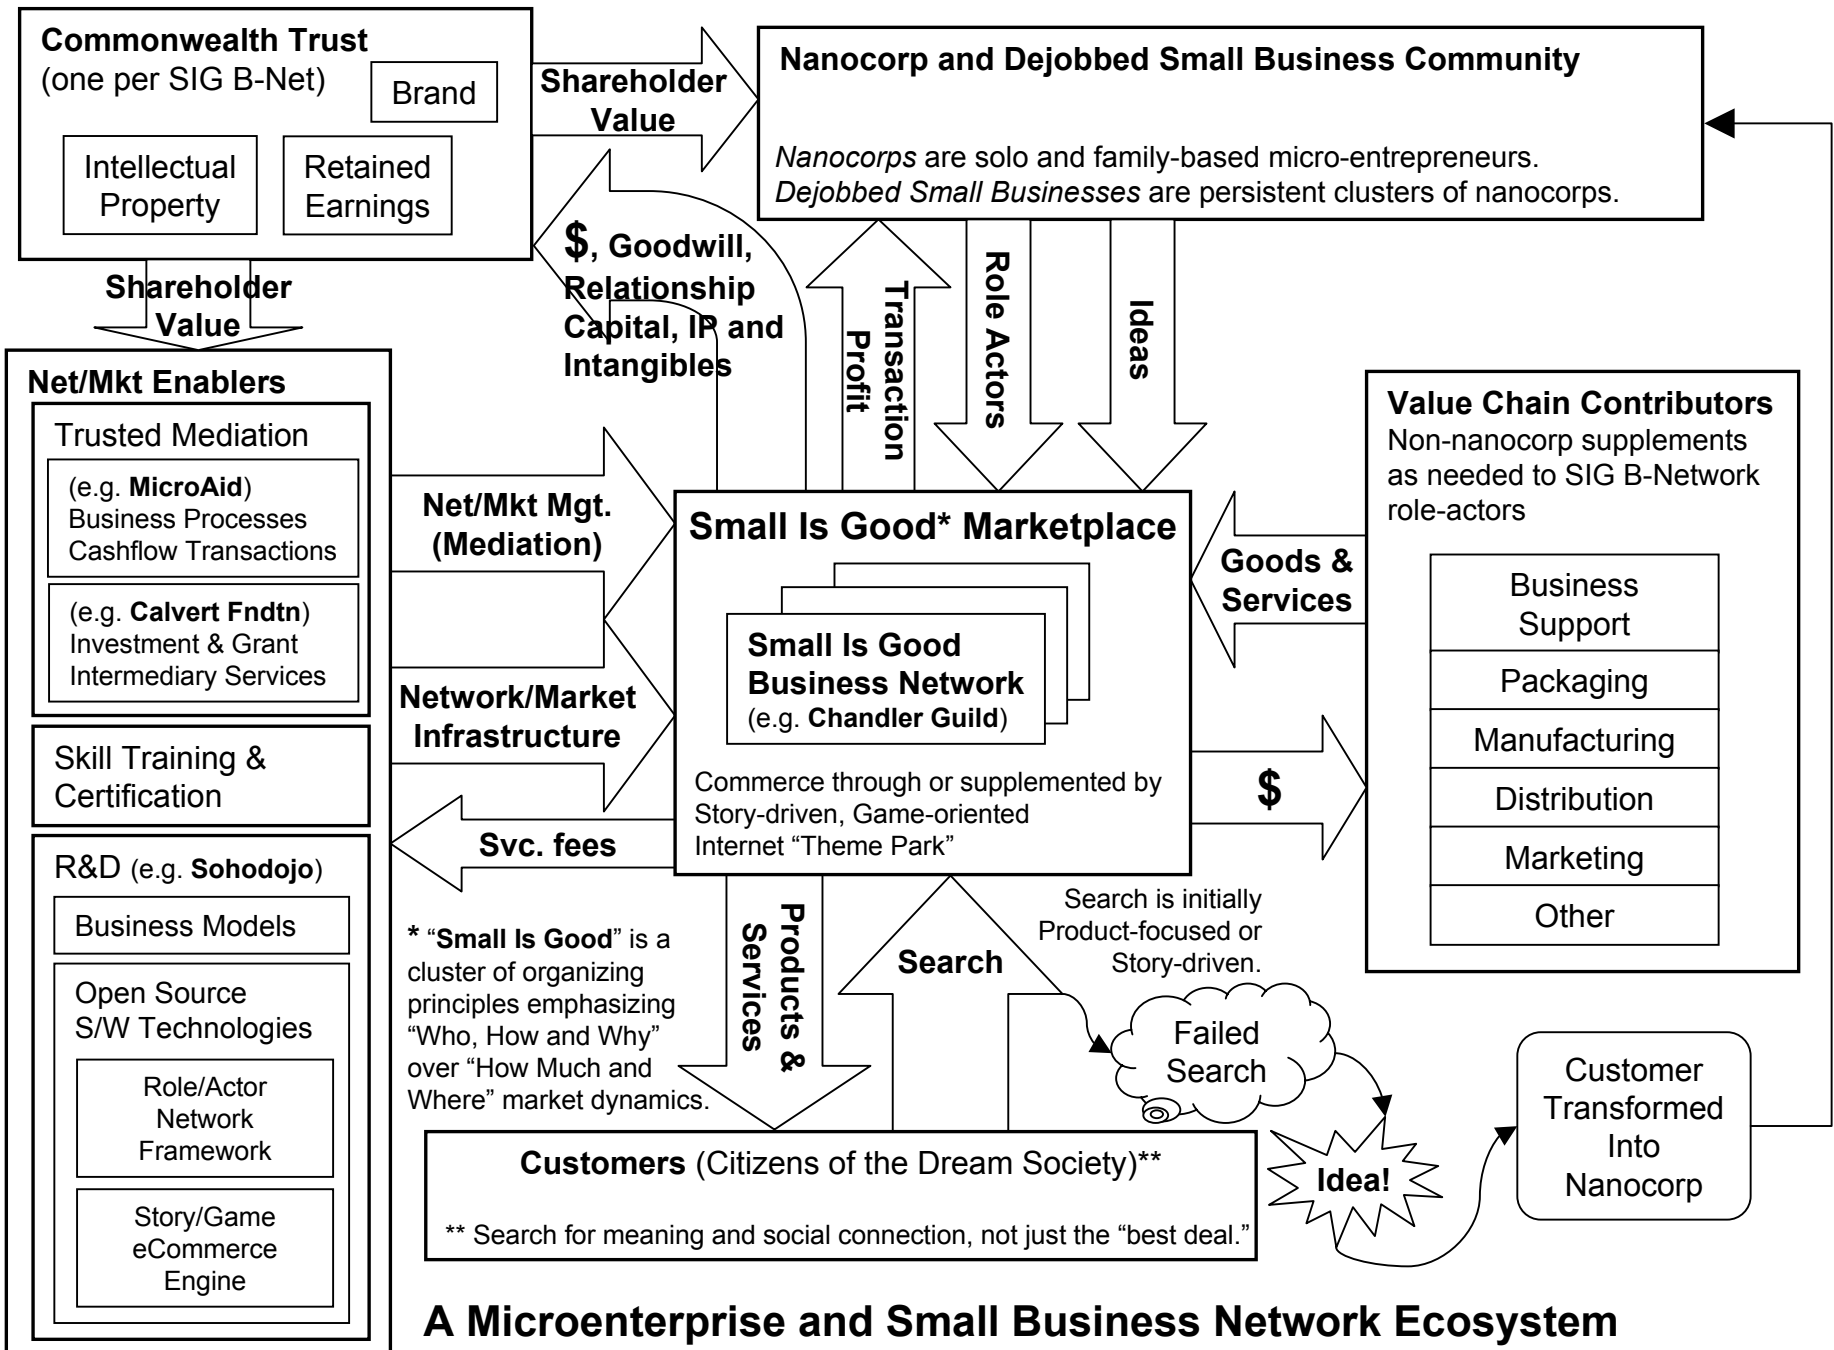 Commonwealth Trust
(one per SIG B-Net)
Brand
Intellectual
Property
Retained
Earnings
Shareholder
Value
Nanocorp and Dejobbed Small Business Community
Nanocorps are solo and family-based micro-entrepreneurs.
Dejobbed Small Businesses are persistent clusters of nanocorps.
Shareholder
Value
$, Goodwill,
Relationship
Capital, IP and
Intangibles
Transaction
Profit
Role Actors
Ideas
Net/Mkt Enablers
Trusted Mediation
(e.g. MicroAid)
Business Processes
Cashflow Transactions
(e.g. Calvert Fndtn)
Investment & Grant
Intermediary Services
Skill Training &
Certification
R&D (e.g. Sohodojo)
Business Models
Open Source
S/W Technologies
Role/Actor
Network
Framework
Story/Game
eCommerce
Engine
Net/Mkt Mgt.
(Mediation)
Network/Market
Infrastructure
Svc. fees
Small Is Good* Marketplace
Small Is Good
Business Network
(e.g. Chandler Guild)
Commerce through or supplemented by
Story-driven, Game-oriented
Internet “Theme Park”
Goods &
Services
$
Value Chain Contributors
Non-nanocorp supplements
as needed to SIG B-Network
role-actors
Business
Support
Packaging
Manufacturing
Distribution
Marketing
Other
* “Small Is Good” is a
cluster of organizing
principles emphasizing
“Who, How and Why”
over “How Much and
Where” market dynamics.
Products &
Services
Search
Search is initially
Product-focused or
Story-driven.
Failed
Search
Idea!
Customer
Transformed
Into
Nanocorp
Customers (Citizens of the Dream Society)**
** Search for meaning and social connection, not just the “best deal.”
A Microenterprise and Small Business Network Ecosystem